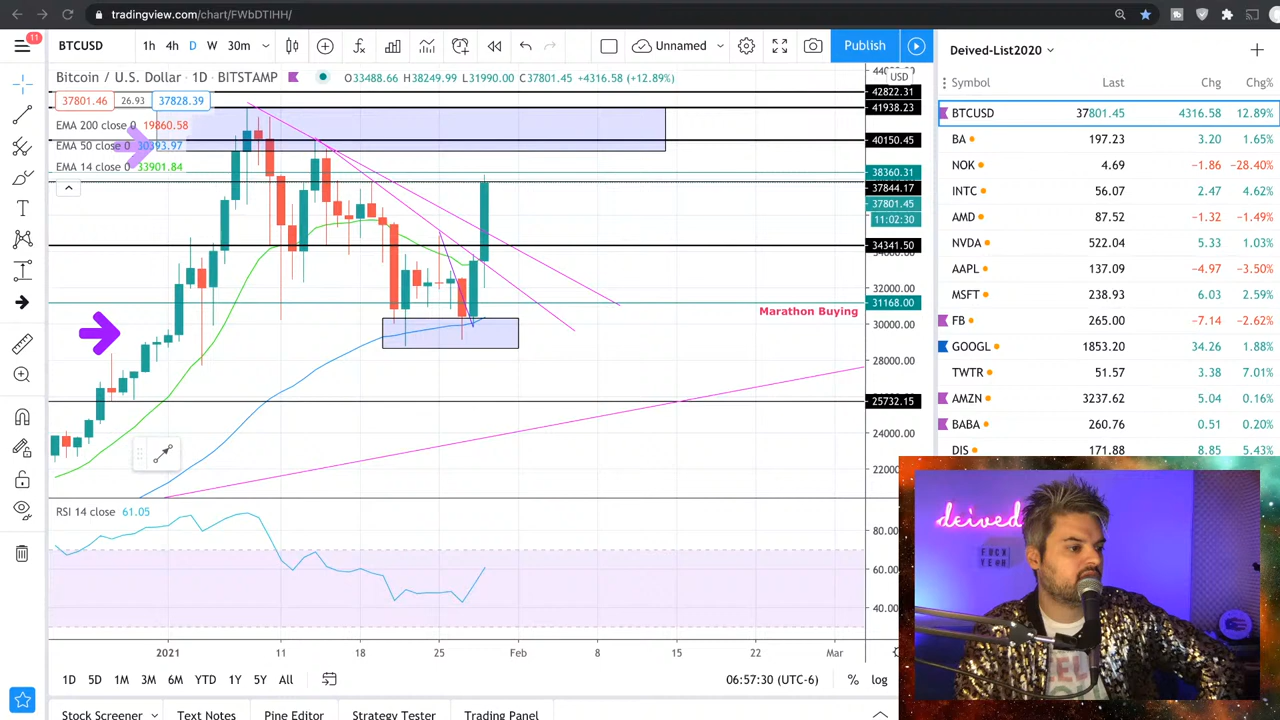 tradingview.com/chart/FWbDTIHH/
11
BTCUSD 1h 4h D W 30m Unnamed Publish
Deived-List2020
Bitcoin / U.S. Dollar · 1D · BITSTAMP O33488.66 H38249.99 L31990.00 C37801.45 +4316.58 (+12.89%)
USD
37801.46 26.93 37828.39
EMA 200 close 0 19860.58
EMA 50 close 0 30393.97
EMA 14 close 0 33901.84
44000.00
42822.31
41938.23
40150.45
38360.31
37844.17
37801.45
11:02:30
34341.50
34000.00
32000.00
31168.00
Marathon Buying
30000.00
28000.00
25732.15
24000.00
22000
RSI 14 close 61.05
80.00
60.00
40.00
2021 11 18 25 Feb 8 15 22 Mar
1D 5D 1M 3M 6M YTD 1Y 5Y All 06:57:30 (UTC-6) % log
Stock Screener Text Notes Pine Editor Strategy Tester Trading Panel
Symbol Last Chg Chg%
BTCUSD 37801.45 4316.58 12.89%
BA 197.23 3.20 1.65%
NOK 4.69 −1.86 −28.40%
INTC 56.07 2.47 4.62%
AMD 87.52 −1.32 −1.49%
NVDA 522.04 5.33 1.03%
AAPL 137.09 −4.97 −3.50%
MSFT 238.93 6.03 2.59%
FB 265.00 −7.14 −2.62%
GOOGL 1853.20 34.26 1.88%
TWTR 51.57 3.38 7.01%
AMZN 3237.62 5.04 0.16%
BABA 260.76 0.51 0.20%
DIS 171.88 8.85 5.43%
deived
FUCK
YEAR